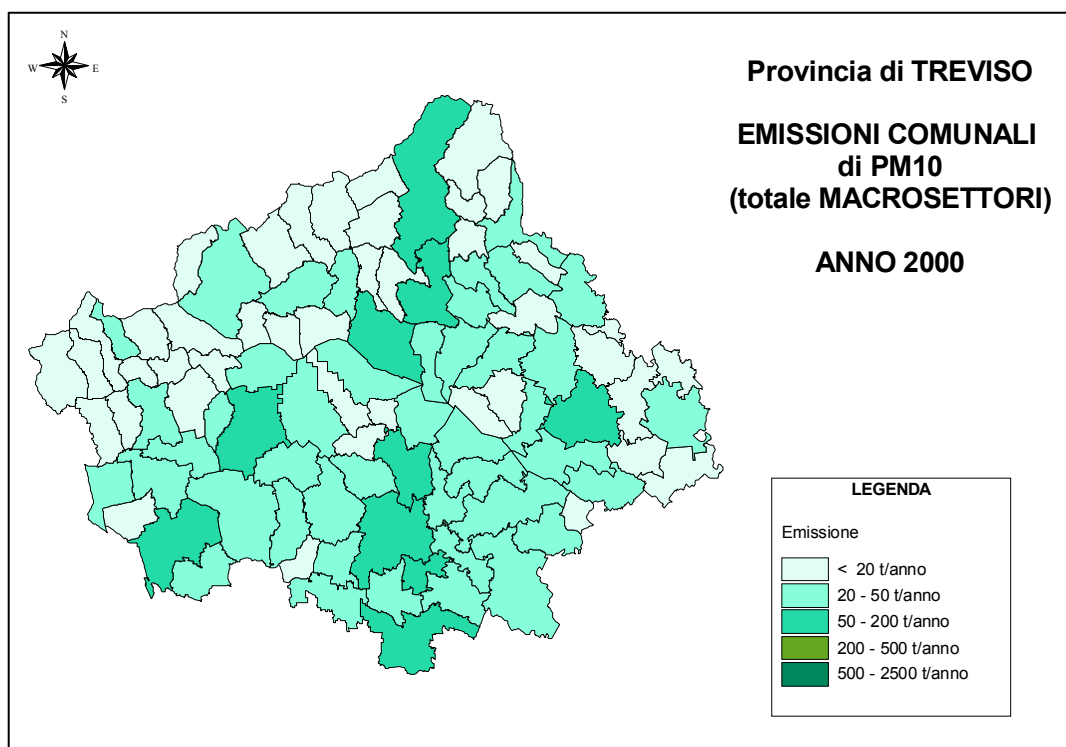 N
W E
S
Provincia di TREVISO
EMISSIONI COMUNALI
di PM10
(totale MACROSETTORI)
ANNO 2000
LEGENDA
Emissione
< 20 t/anno
20 - 50 t/anno
50 - 200 t/anno
200 - 500 t/anno
500 - 2500 t/anno